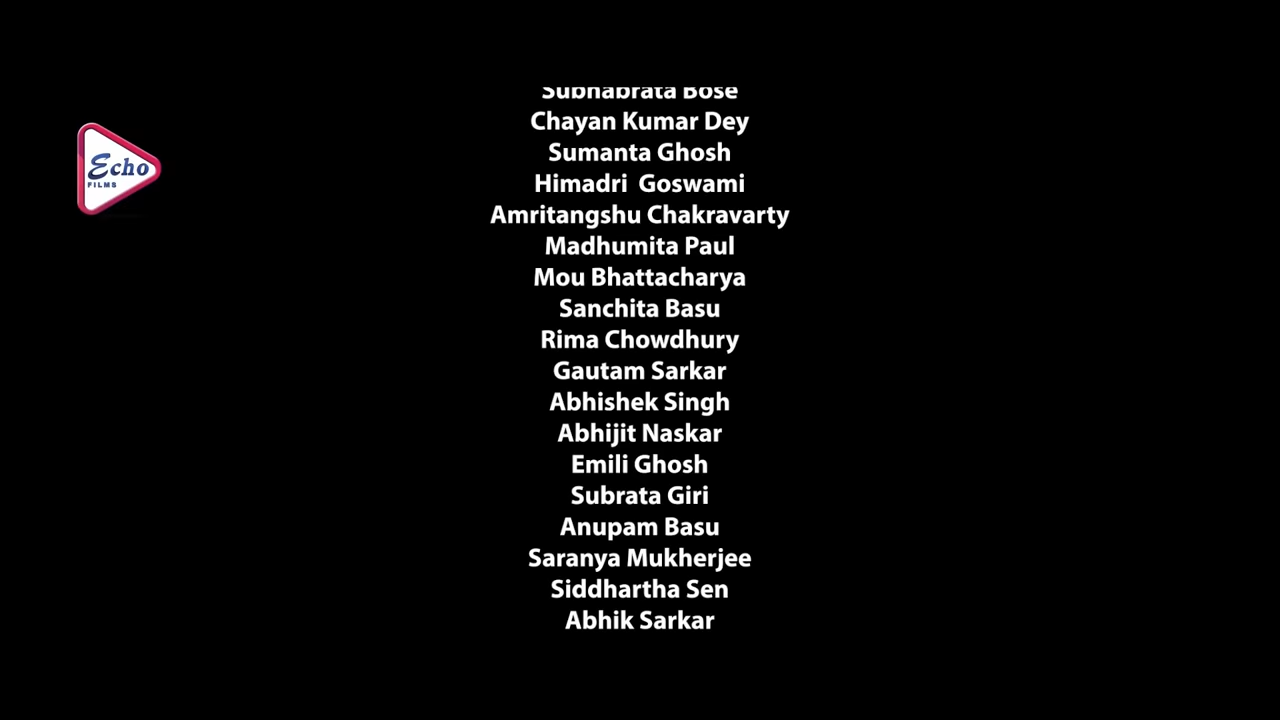 Subhabrata Bose
Chayan Kumar Dey
Sumanta Ghosh
Himadri Goswami
Amritangshu Chakravarty
Madhumita Paul
Mou Bhattacharya
Sanchita Basu
Rima Chowdhury
Gautam Sarkar
Abhishek Singh
Abhijit Naskar
Emili Ghosh
Subrata Giri
Anupam Basu
Saranya Mukherjee
Siddhartha Sen
Abhik Sarkar
Echo
FILMS